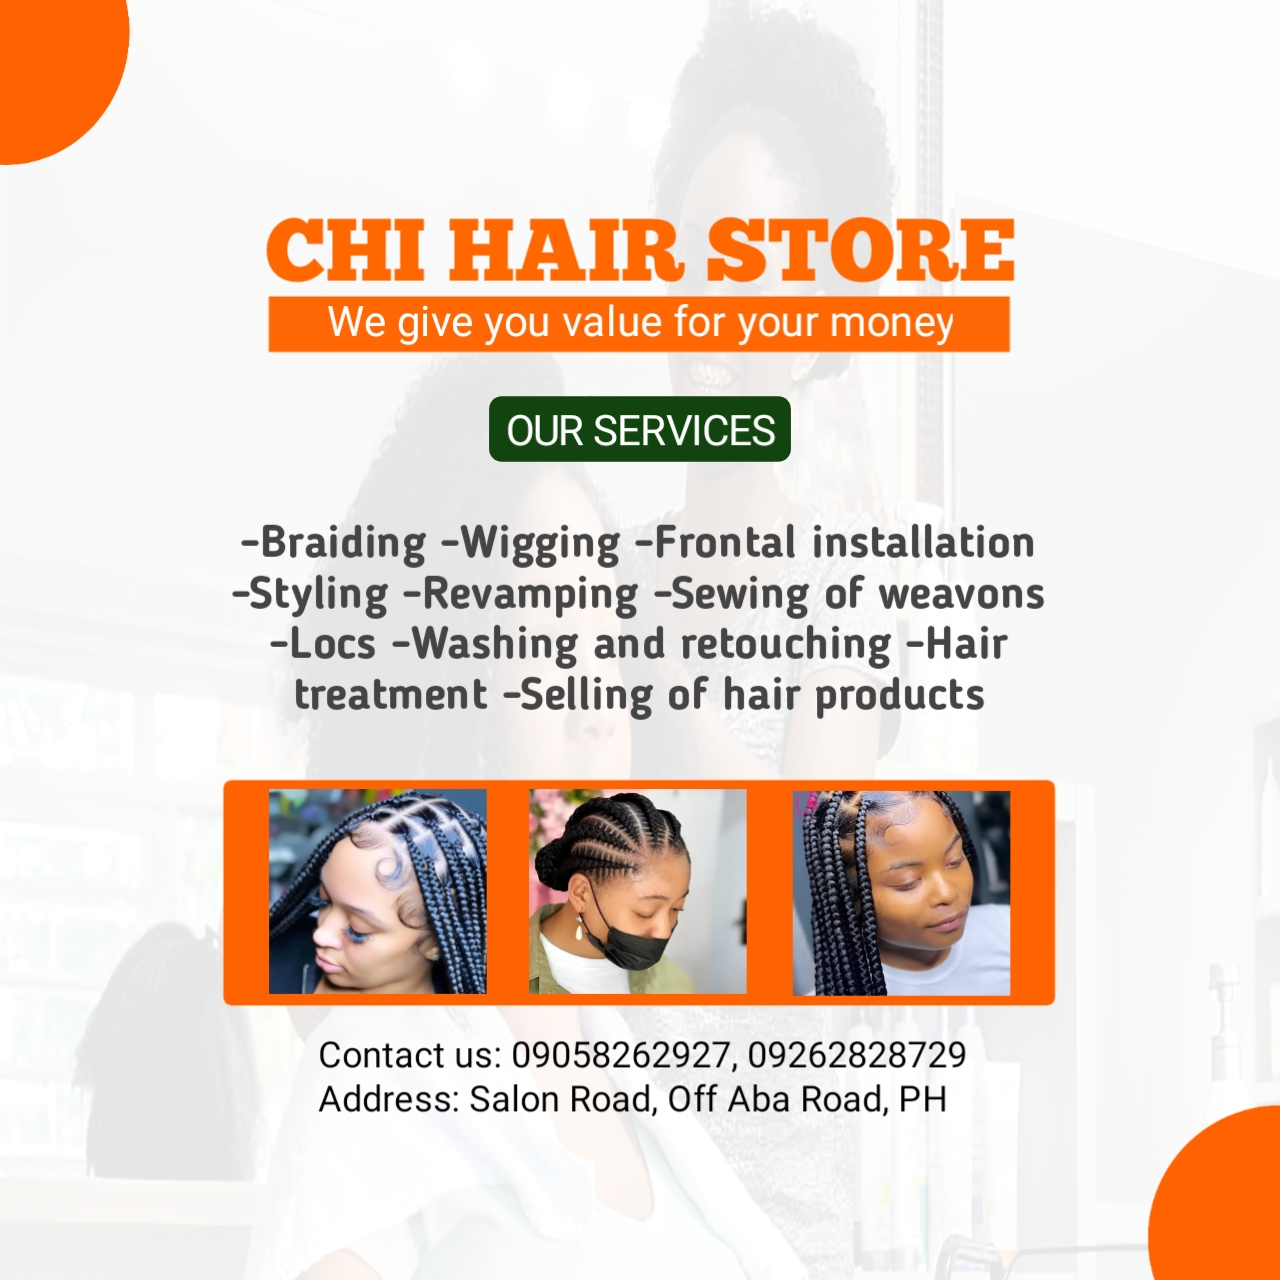 CHI HAIR STORE
We give you value for your money
OUR SERVICES
-Braiding -Wigging -Frontal installation
-Styling -Revamping -Sewing of weavons
-Locs -Washing and retouching -Hair
treatment -Selling of hair products
Contact us: 09058262927, 09262828729
Address: Salon Road, Off Aba Road, PH